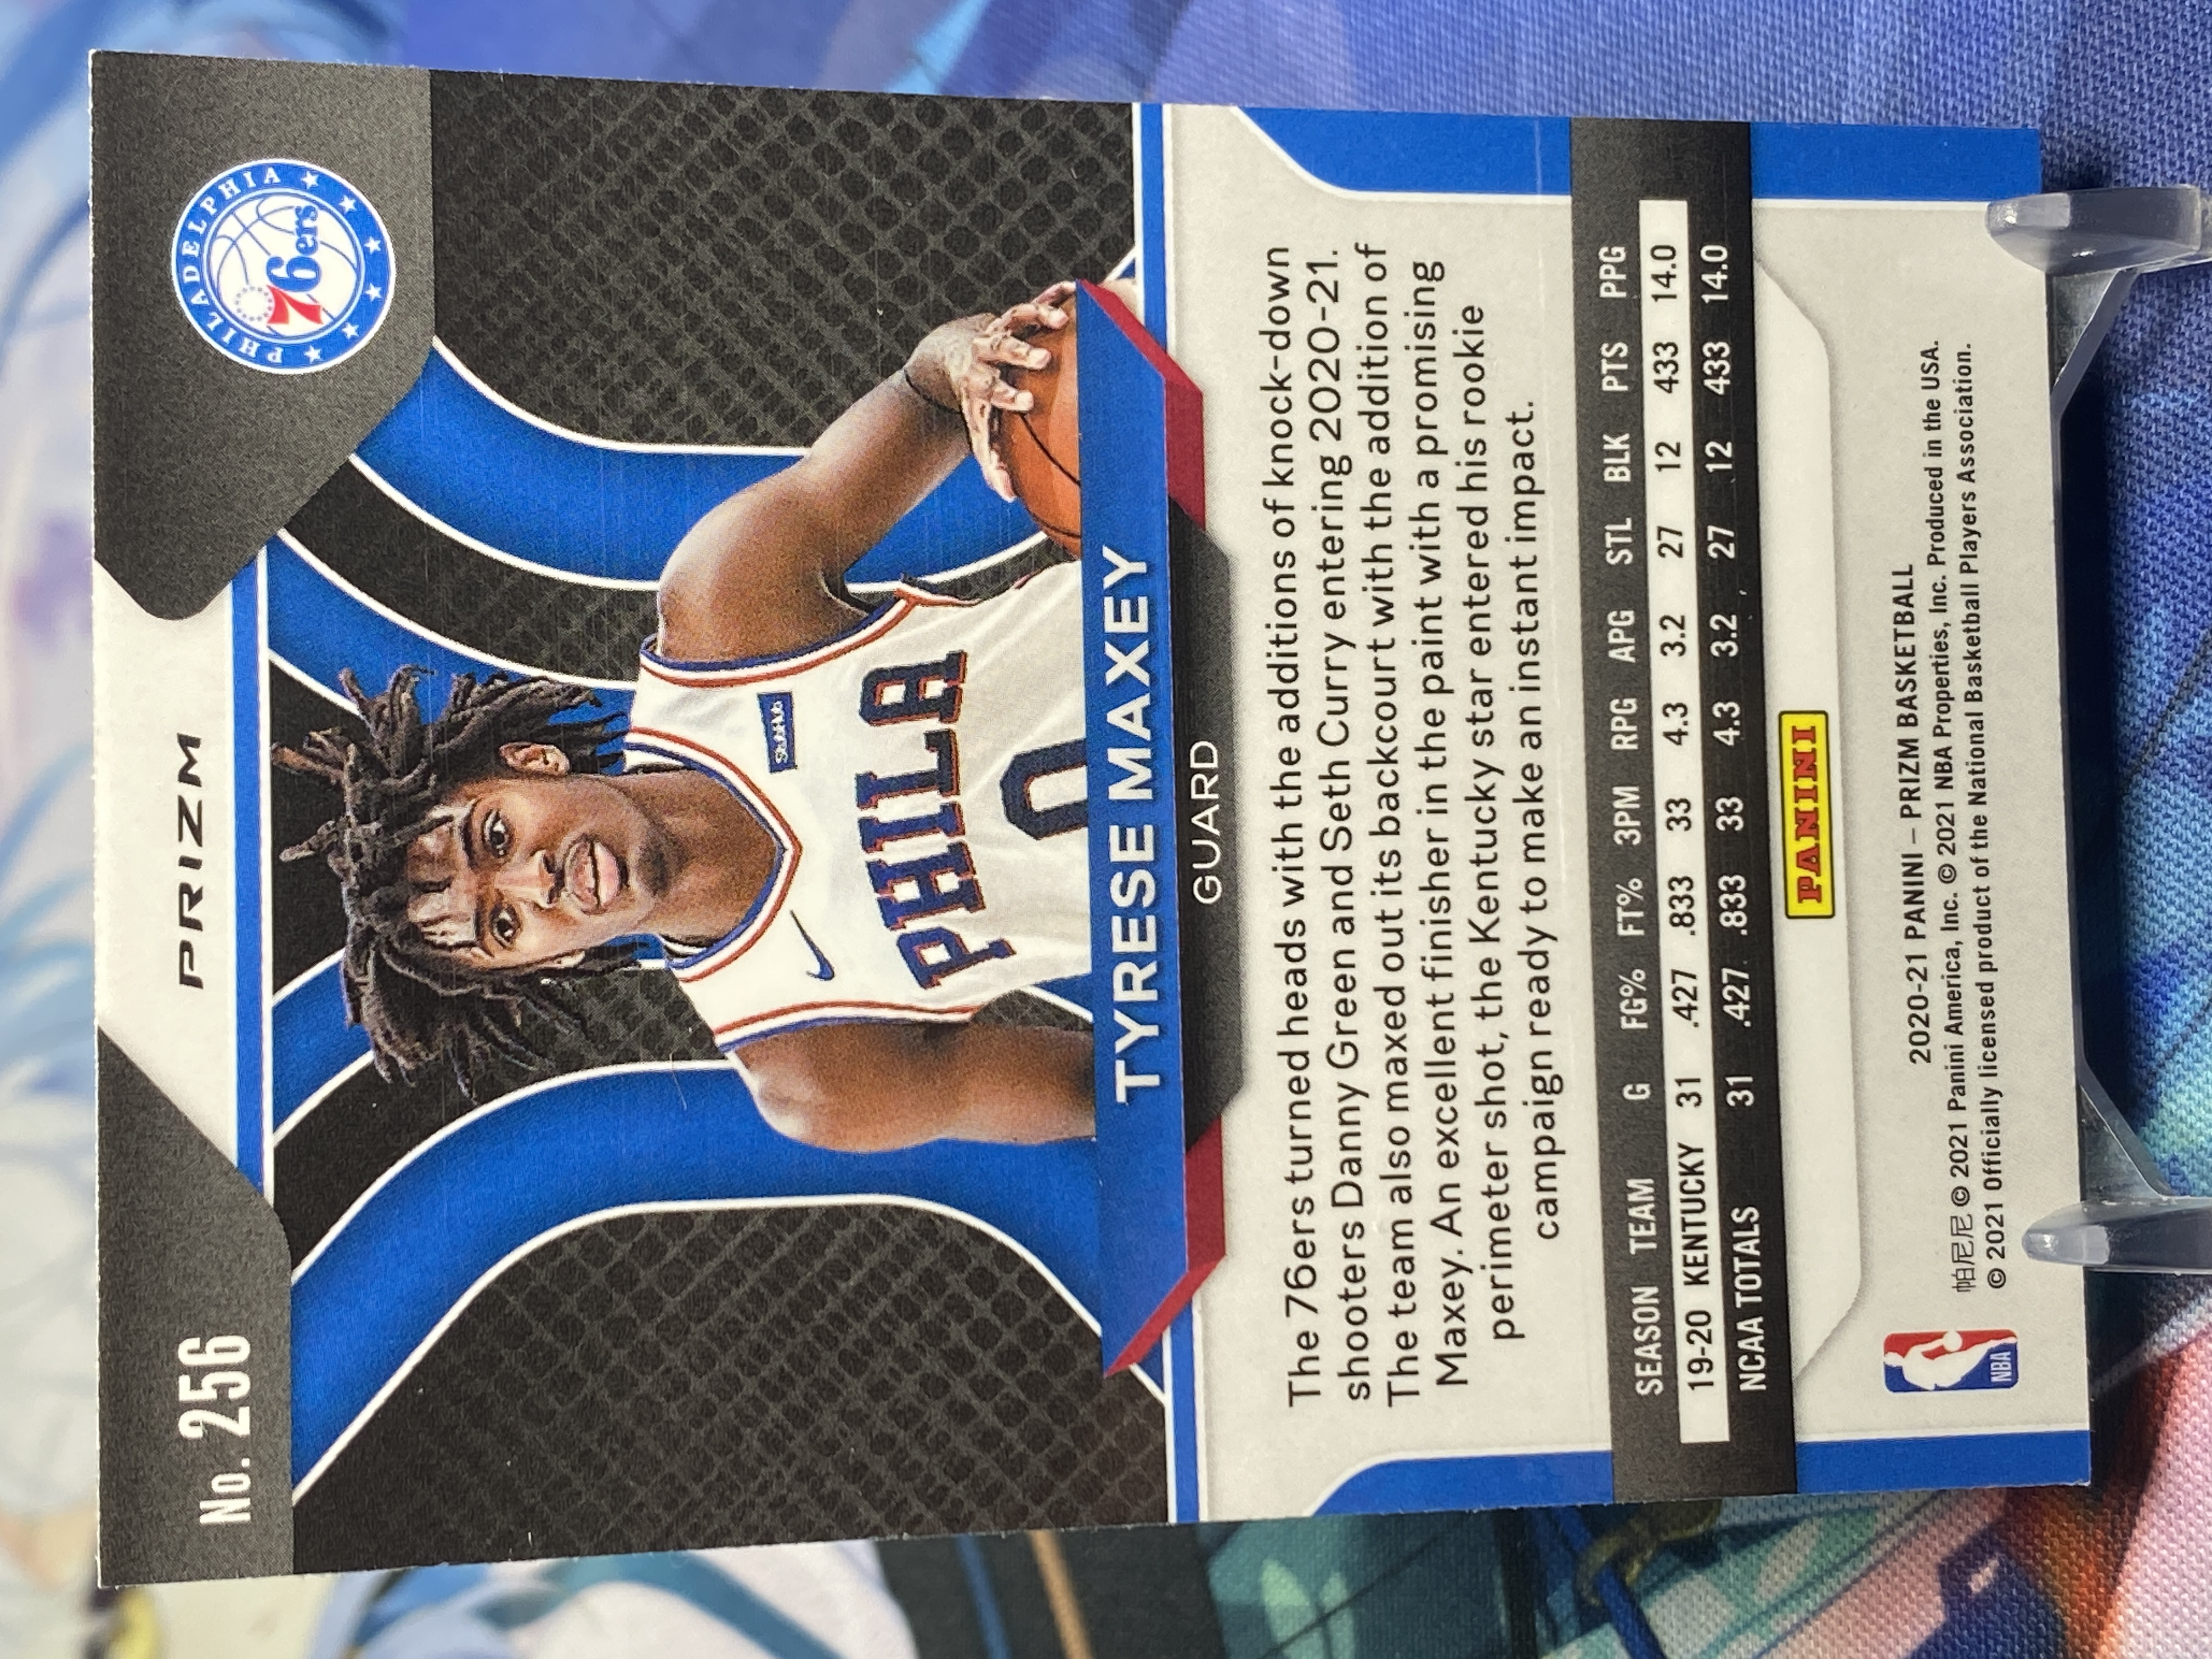 No. 256
PRIZM
PHILADELPHIA
76ers
StubHub
PHILA
0
TYRESE MAXEY
GUARD
The 76ers turned heads with the additions of knock-down
shooters Danny Green and Seth Curry entering 2020-21.
The team also maxed out its backcourt with the addition of
Maxey. An excellent finisher in the paint with a promising
perimeter shot, the Kentucky star entered his rookie
campaign ready to make an instant impact.
SEASON TEAM G FG% FT% 3PM RPG APG STL BLK PTS PPG
19-20 KENTUCKY 31 .427 .833 33 4.3 3.2 27 12 433 14.0
NCAA TOTALS 31 .427 .833 33 4.3 3.2 27 12 433 14.0
PANINI
2020-21 PANINI – PRIZM BASKETBALL
帕尼尼 © 2021 Panini America, Inc. © 2021 NBA Properties, Inc. Produced in the USA.
© 2021 Officially licensed product of the National Basketball Players Association.
NBA